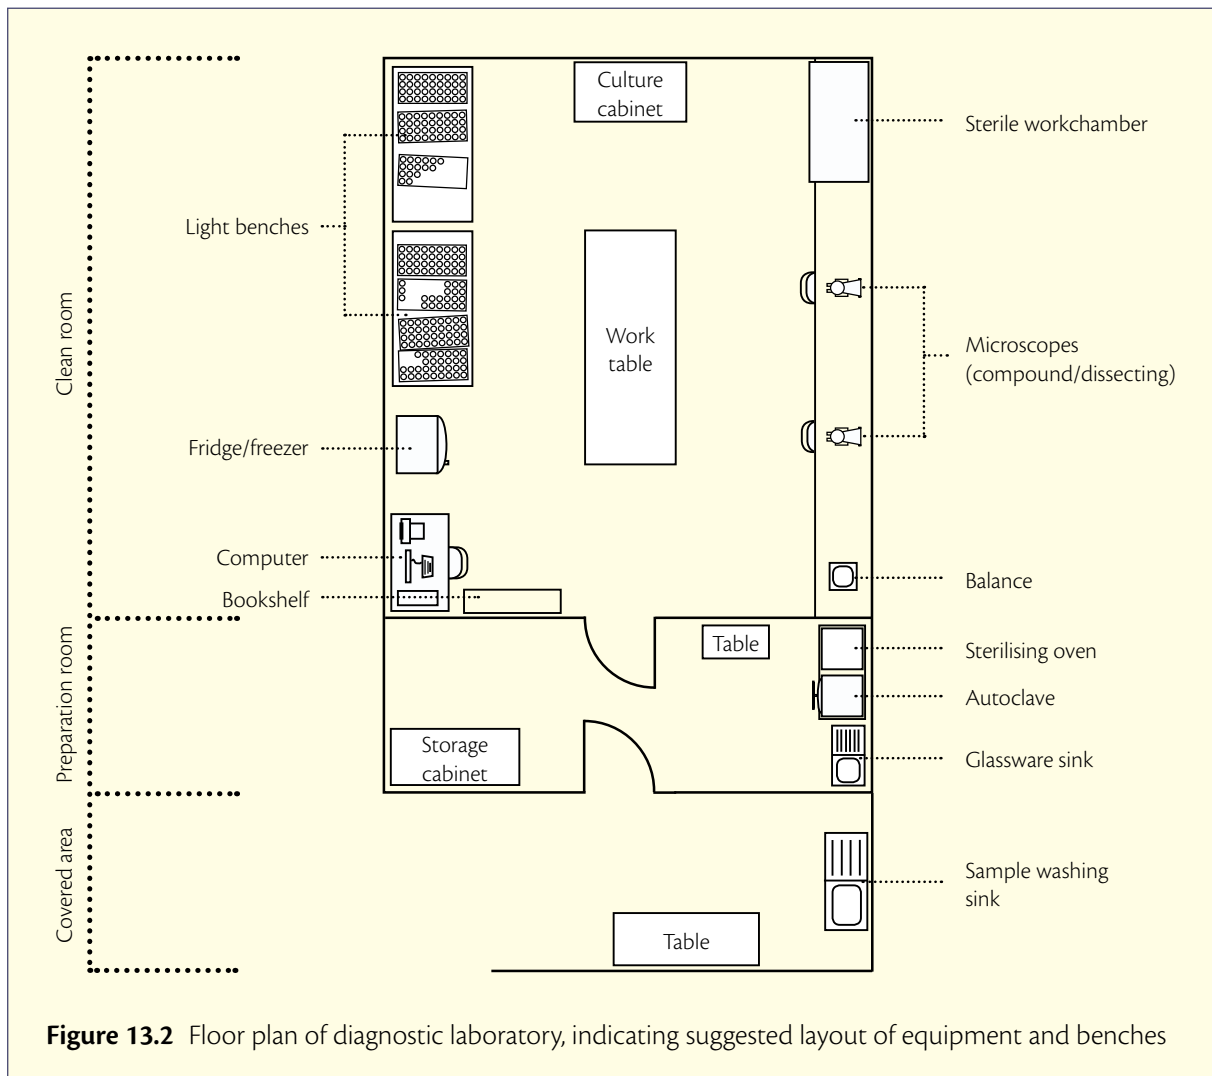 Culture
cabinet
Sterile workchamber
Light benches
Clean room
Work
table
Microscopes
(compound/dissecting)
Fridge/freezer
Computer
Balance
Bookshelf
Preparation room
Table
Sterilising oven
Autoclave
Storage
cabinet
Glassware sink
Covered area
Sample washing
sink
Table
Figure 13.2 Floor plan of diagnostic laboratory, indicating suggested layout of equipment and benches